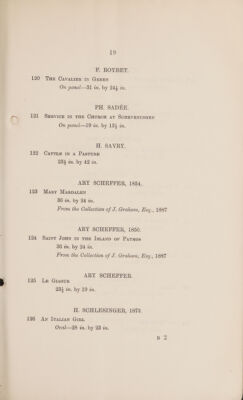 19
F. ROYBET.
120 The Cavalier in Green
On panel—31 in. by 24½ in.
PH. SADÉE.
121 Service in the Church at Scheveningen
On panel—19 in. by 13½ in.
H. SAVRY.
122 Cattle in a Pasture
23½ in. by 42 in.
ARY SCHEFFER, 1854.
123 Mary Magdalen
36 in. by 24 in.
From the Collection of J. Graham, Esq., 1887
ARY SCHEFFER, 1850.
124 Saint John in the Island of Patmos
36 in. by 24 in.
From the Collection of J. Graham, Esq., 1887
ARY SCHEFFER.
125 Le Giaour
23½ in. by 19 in.
H. SCHLESINGER, 1873.
126 An Italian Girl
Oval—28 in. by 23 in.
B 2